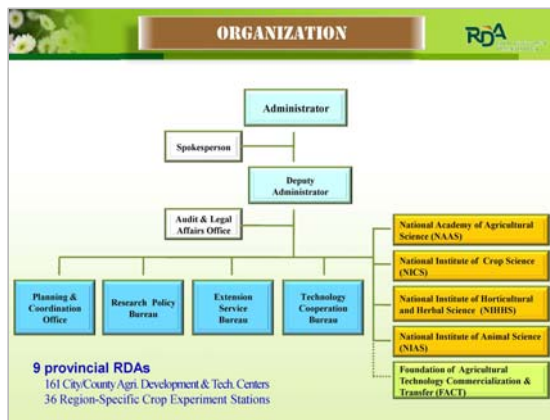 ORGANIZATION
RDA
Administrator
Spokesperson
Deputy
Administrator
Audit & Legal
Affairs Office
National Academy of Agricultural
Science (NAAS)
National Institute of Crop Science
(NICS)
National Institute of Horticultural
and Herbal Science (NIHHS)
National Institute of Animal Science
(NIAS)
Foundation of Agricultural
Technology Commercialization &
Transfer (FACT)
Planning &
Coordination
Office
Research Policy
Bureau
Extension
Service
Bureau
Technology
Cooperation
Bureau
9 provincial RDAs
161 City/County Agri. Development & Tech. Centers
36 Region-Specific Crop Experiment Stations